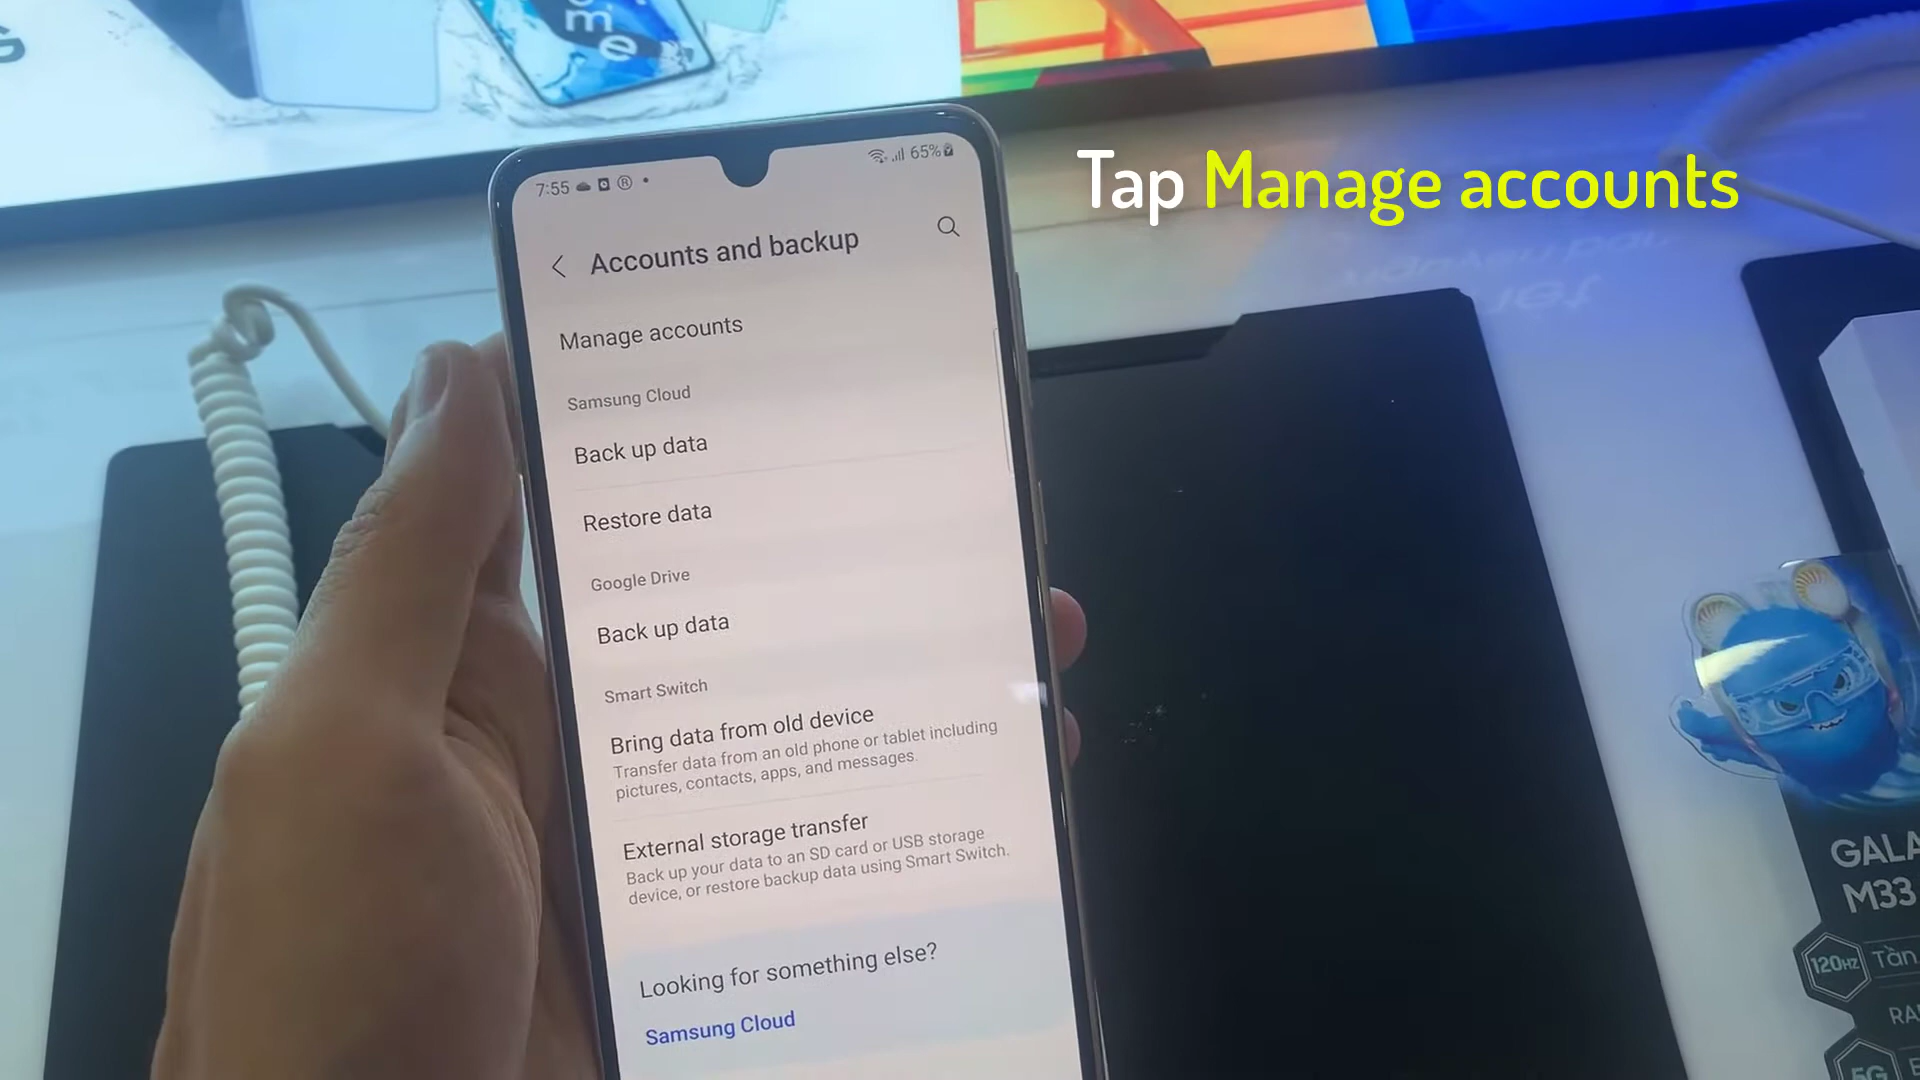 G
m
e
7:55
65%
Tap Manage accounts
Accounts and backup
Manage accounts
Samsung Cloud
Back up data
Restore data
Google Drive
Back up data
Smart Switch
Bring data from old device
Transfer data from an old phone or tablet including
pictures, contacts, apps, and messages.
External storage transfer
Back up your data to an SD card or USB storage
device, or restore backup data using Smart Switch.
Looking for something else?
Samsung Cloud
GALA
M33
120HZ
Tần
RA
5G